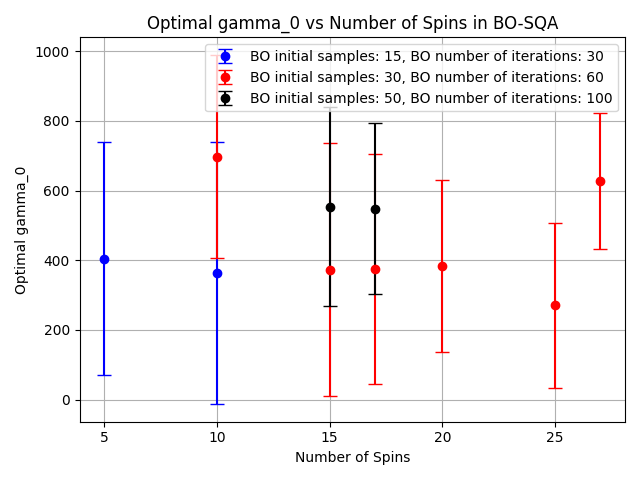 Optimal gamma_0 vs Number of Spins in BO-SQA
BO initial samples: 15, BO number of iterations: 30
BO initial samples: 30, BO number of iterations: 60
BO initial samples: 50, BO number of iterations: 100
Optimal gamma_0
1000
800
600
400
200
0
5 10 15 20 25
Number of Spins